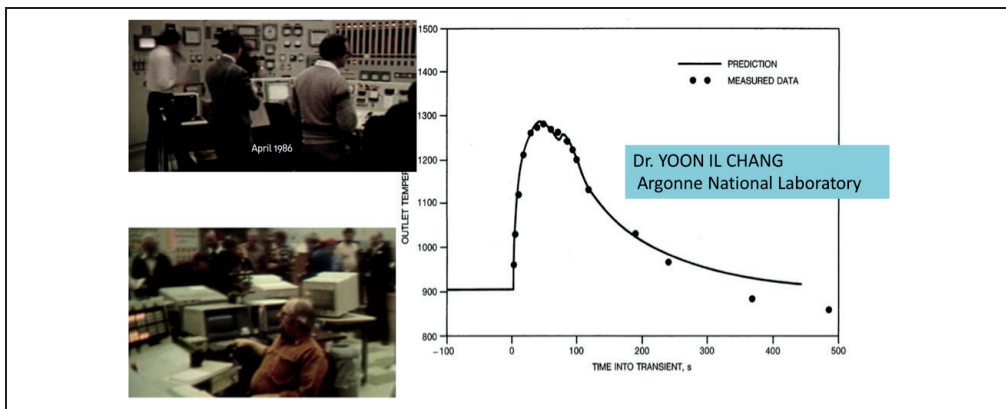 April 1986
1500
1400
1300
1200
1100
1000
900
800
OUTLET
PREDICTION
MEASURED DATA
Dr. YOON IL CHANG
Argonne National Laboratory
-100
0
100
200
300
400
500
TIME INTO TRANSIENT, s